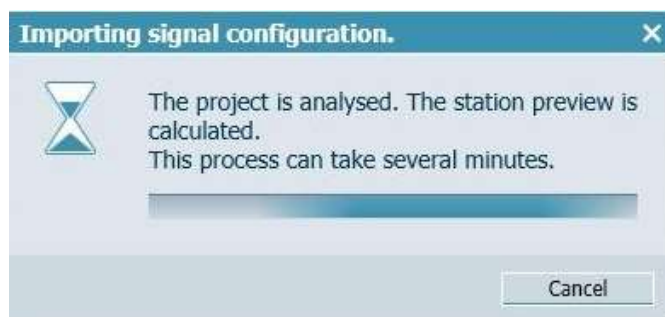 Importing signal configuration.
The project is analysed. The station preview is
calculated.
This process can take several minutes.
Cancel